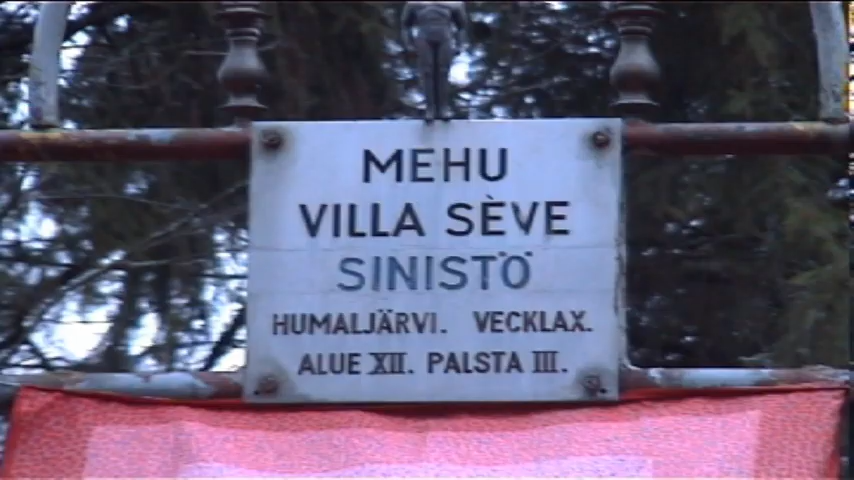 MEHU
VILLA SÈVE
SINISTÖ
HUMALJÄRVI. VECKLAX.
ALUE XII. PALSTA III.